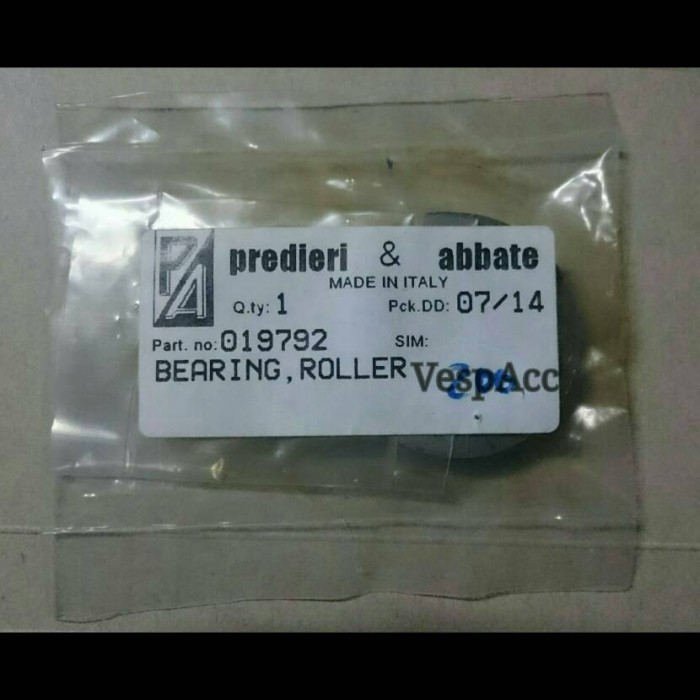 PA
predieri & abbate
MADE IN ITALY
Q.ty: 1 Pck.DD: 07/14
Part. no: 019792 SIM:
BEARING,ROLLER
VespAcc